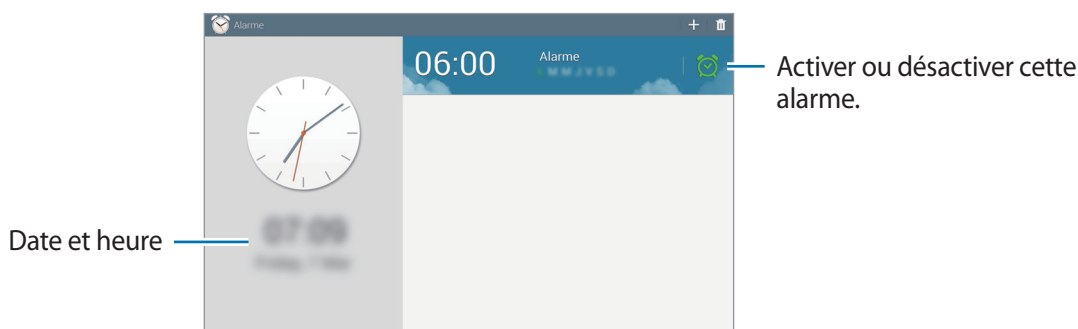 Alarme
06:00
Alarme
Activer ou désactiver cette
alarme.
Date et heure